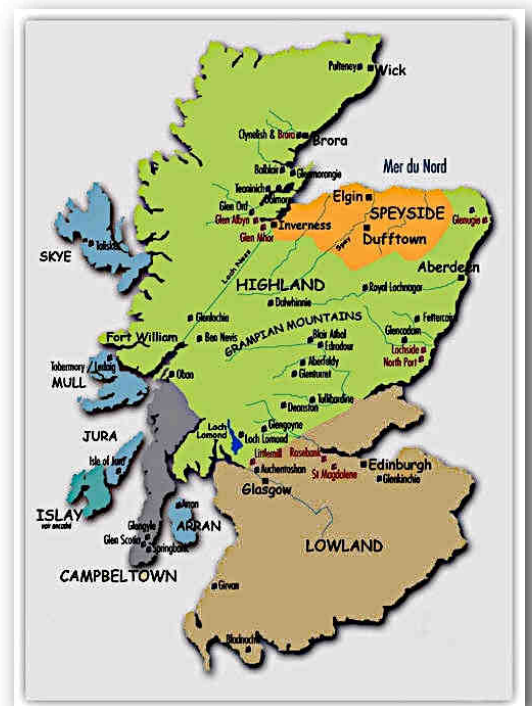 Pulteney
Wick
Clynelish & Brora
Brora
Balblair
Glenmorangie
Mer du Nord
Teaninich
Dalmore
Glen Ord
Elgin
Glen Albyn
SPEYSIDE
Glenugie
Inverness
Glen Mhor
Spey
Dufftown
Talisker
SKYE
Loch Ness
Aberdeen
HIGHLAND
Royal Lochnagar
Dalwhinnie
Glenlochie
GRAMPIAN MOUNTAINS
Fettercairn
Fort William
Ben Nevis
Blair Athol
Glencadam
Edradour
Lochside
Tobermory / Ledaig
North Port
Aberfeldy
MULL
Oban
Glenturret
Tullibardine
Deanston
JURA
Loch
Lomond
Glengoyne
Loch Lomond
Isle of Jura
Littlemill
Rosebank
Edinburgh
Auchentoshan
St Magdalene
Glenkinchie
Glasgow
ISLAY
voir encadré
Arran
ARRAN
Glengyle
Glen Scotia
Springbank
LOWLAND
CAMPBELTOWN
Girvan
Bladnoch